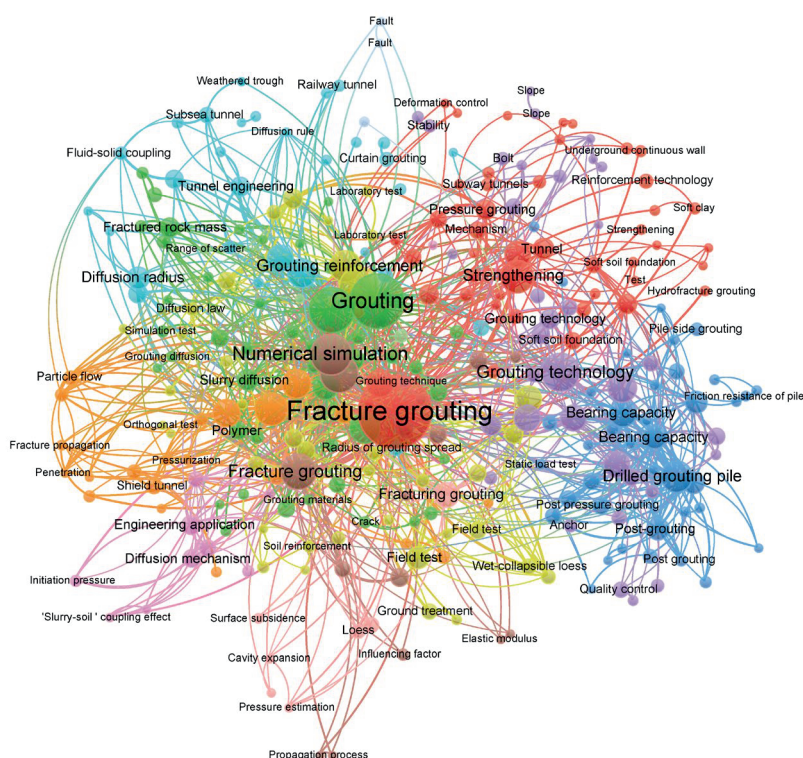 Fault
Fault
Weathered trough
Railway tunnel
Slope
Deformation control
Subsea tunnel
Slope
Stability
Diffusion rule
Fluid-solid coupling
Curtain grouting
Bolt
Underground continuous wall
Tunnel engineering
Laboratory test
Subway tunnels
Reinforcement technology
Pressure grouting
Soft clay
Fractured rock mass
Mechanism
Strengthening
Laboratory test
Range of scatter
Tunnel
Grouting reinforcement
Soft soil foundation
Diffusion radius
Strengthening
Test
Hydrofracture grouting
Grouting
Diffusion law
Grouting technology
Pile side grouting
Simulation test
Soft soil foundation
Numerical simulation
Grouting diffusion
Particle flow
Slurry diffusion
Grouting technique
Grouting technology
Friction resistance of pile
Fracture grouting
Bearing capacity
Orthogonal test
Polymer
Bearing capacity
Fracture propagation
Radius of grouting spread
Pressurization
Static load test
Penetration
Fracture grouting
Drilled grouting pile
Shield tunnel
Fracturing grouting
Grouting materials
Post pressure grouting
Engineering application
Crack
Field test
Anchor
Post-grouting
Soil reinforcement
Diffusion mechanism
Field test
Wet-collapsible loess
Post grouting
Initiation pressure
Quality control
'Slurry-soil ' coupling effect
Surface subsidence
Ground treatment
Loess
Elastic modulus
Cavity expansion
Influencing factor
Pressure estimation
Propagation process